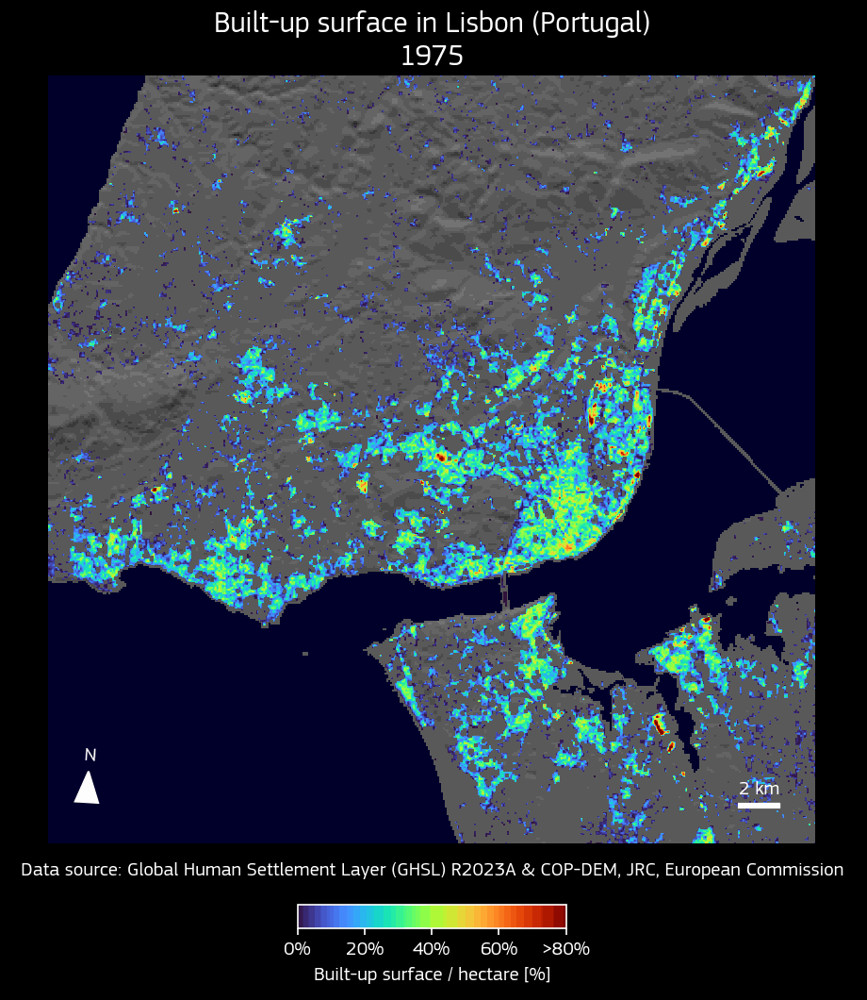 Built-up surface in Lisbon (Portugal)
1975
N
2 km
Data source: Global Human Settlement Layer (GHSL) R2023A & COP-DEM, JRC, European Commission
0% 20% 40% 60% >80%
Built-up surface / hectare [%]